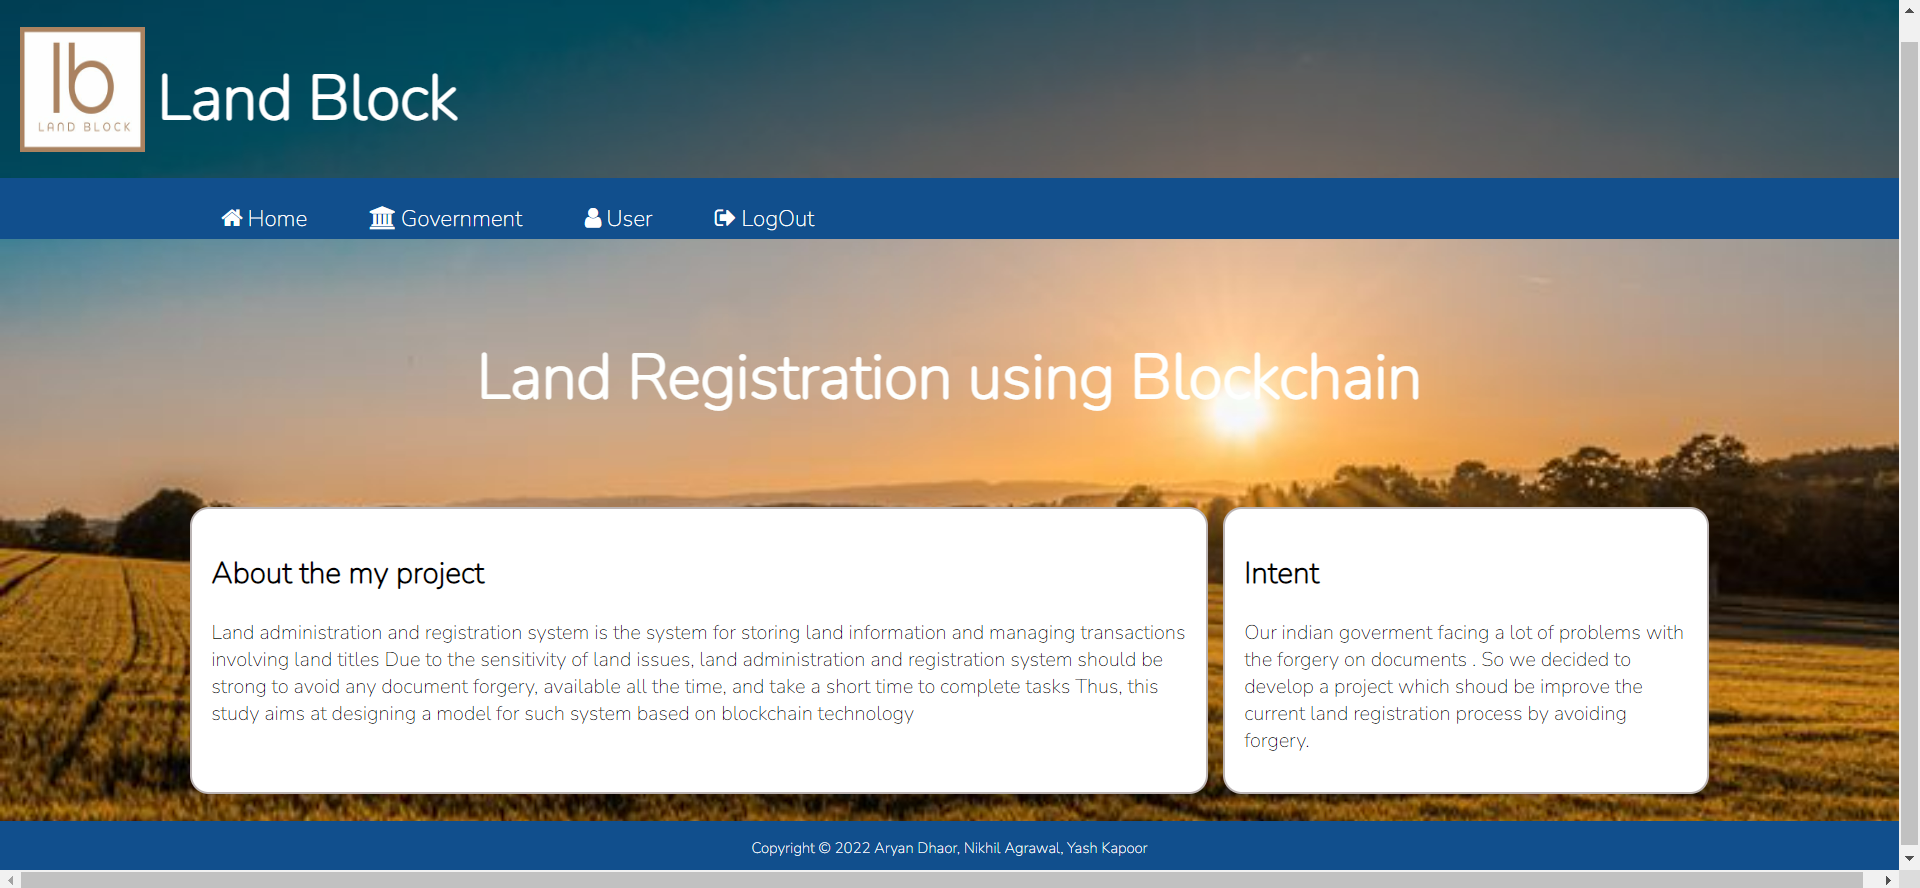 lb
LAND BLOCK
Land Block
Home Government User LogOut
Land Registration using Blockchain
About the my project
Land administration and registration system is the system for storing land information and managing transactions
involving land titles Due to the sensitivity of land issues, land administration and registration system should be
strong to avoid any document forgery, available all the time, and take a short time to complete tasks Thus, this
study aims at designing a model for such system based on blockchain technology
Intent
Our indian goverment facing a lot of problems with
the forgery on documents . So we decided to
develop a project which shoud be improve the
current land registration process by avoiding
forgery.
Copyright © 2022 Aryan Dhaor, Nikhil Agrawal, Yash Kapoor